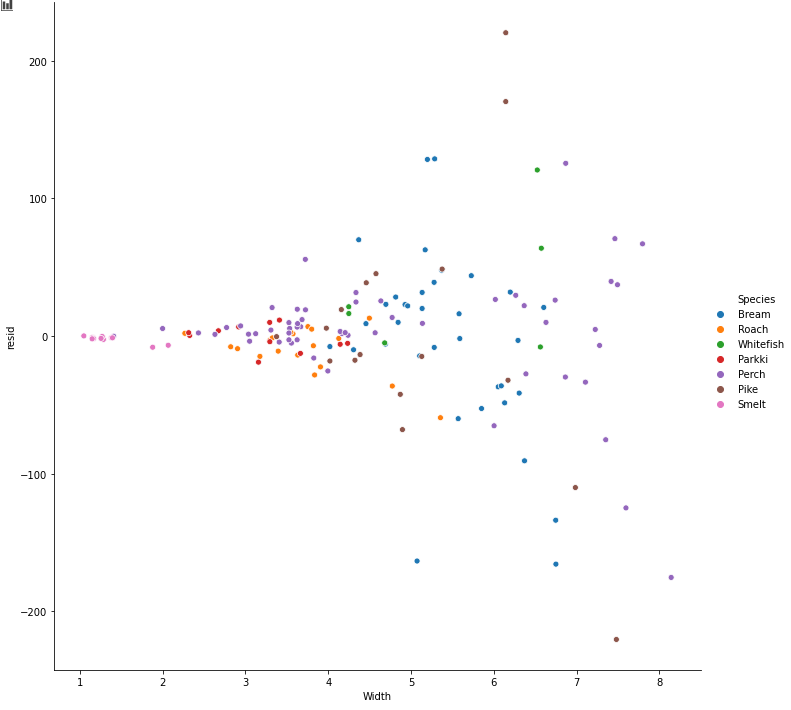 200
100
0
−100
−200
resid
1 2 3 4 5 6 7 8
Width
Species
Bream
Roach
Whitefish
Parkki
Perch
Pike
Smelt